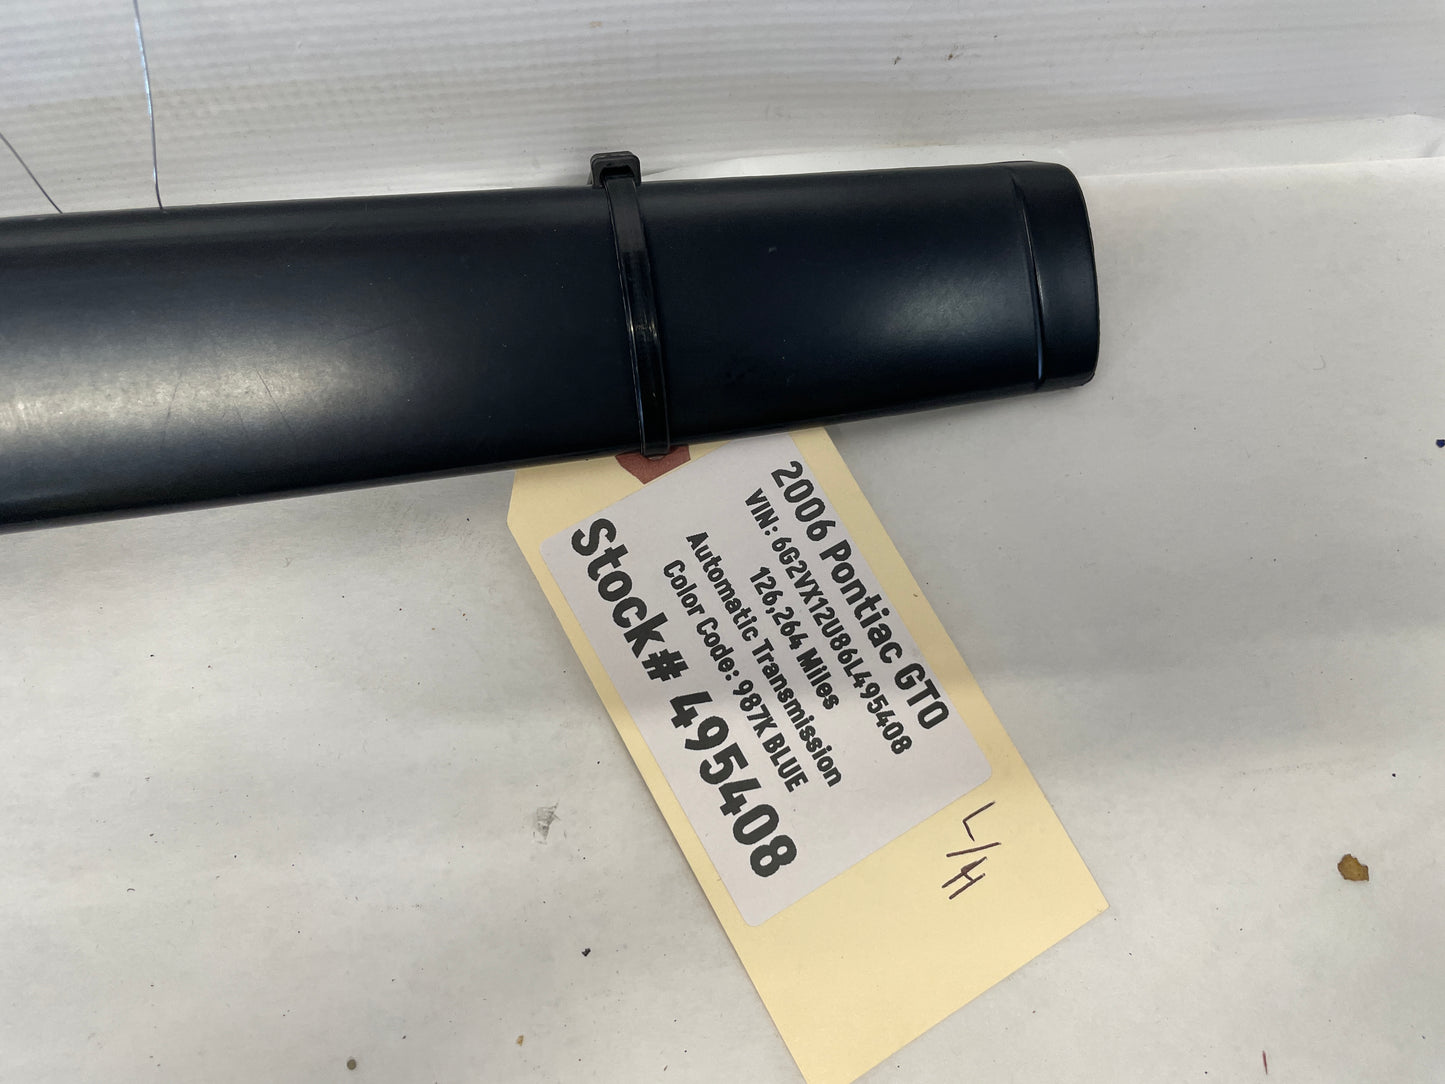 2006 Pontiac GTO
VIN: 6G2VX12U86L495408
126,264 Miles
Automatic Transmission
Color Code: 987K BLUE
Stock# 495408
L/H